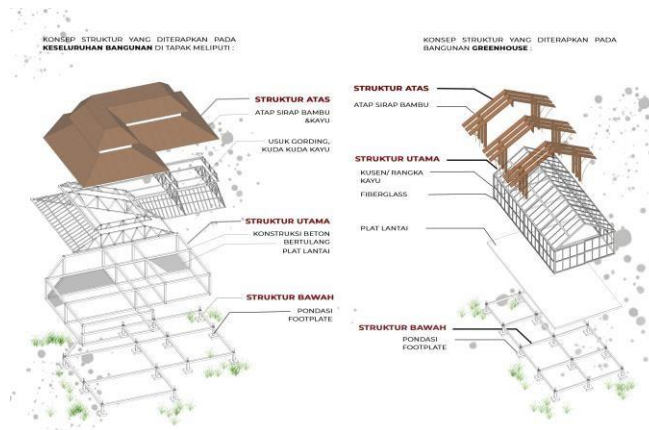 KONSEP STRUKTUR YANG DITERAPKAN PADA
KESELURUHAN BANGUNAN DI TAPAK MELIPUTI :
STRUKTUR ATAS
ATAP SIRAP BAMBU
&KAYU
USUK GORDING,
KUDA KUDA KAYU
STRUKTUR UTAMA
KONSTRUKSI BETON
BERTULANG
PLAT LANTAI
STRUKTUR BAWAH
PONDASI
FOOTPLATE
KONSEP STRUKTUR YANG DITERAPKAN PADA
BANGUNAN GREENHOUSE :
STRUKTUR ATAS
ATAP SIRAP BAMBU
STRUKTUR UTAMA
KUSEN/ RANGKA
KAYU
FIBERGLASS
PLAT LANTAI
STRUKTUR BAWAH
PONDASI
FOOTPLATE